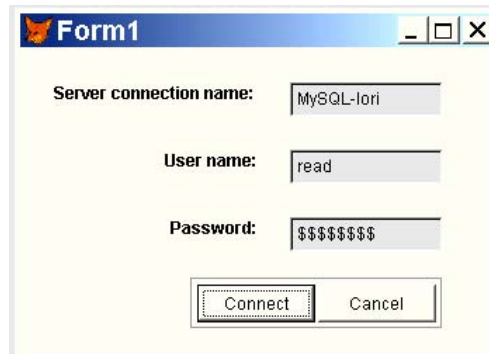 Form1
Server connection name: MySQL-lori
User name: read
Password: $$$$$$$$
Connect Cancel